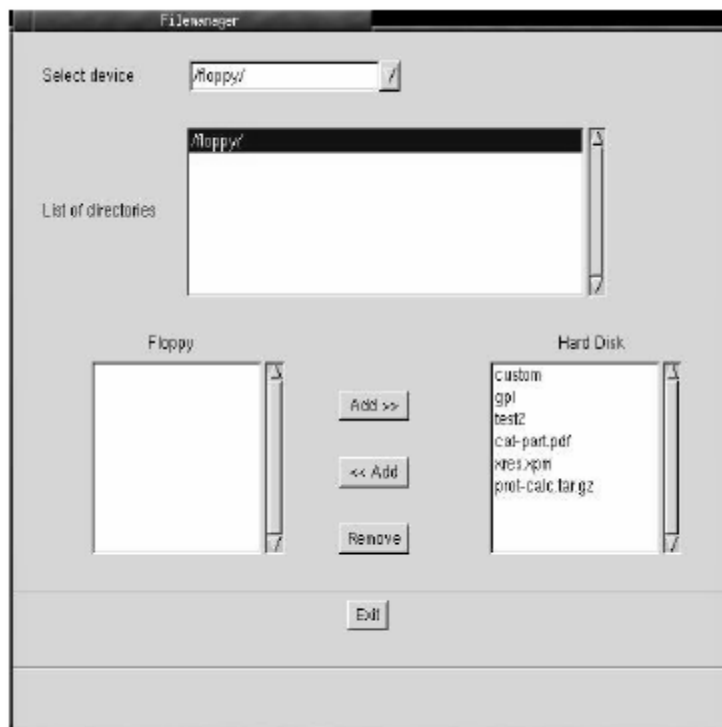 Filemanager
Select device
/floppy/
/floppy/
List of directories
Floppy
Hard Disk
custom
gpl
test2
cat-part.pdf
xres.xpm
prot-calc.tar.gz
Add >>
<< Add
Remove
Exit